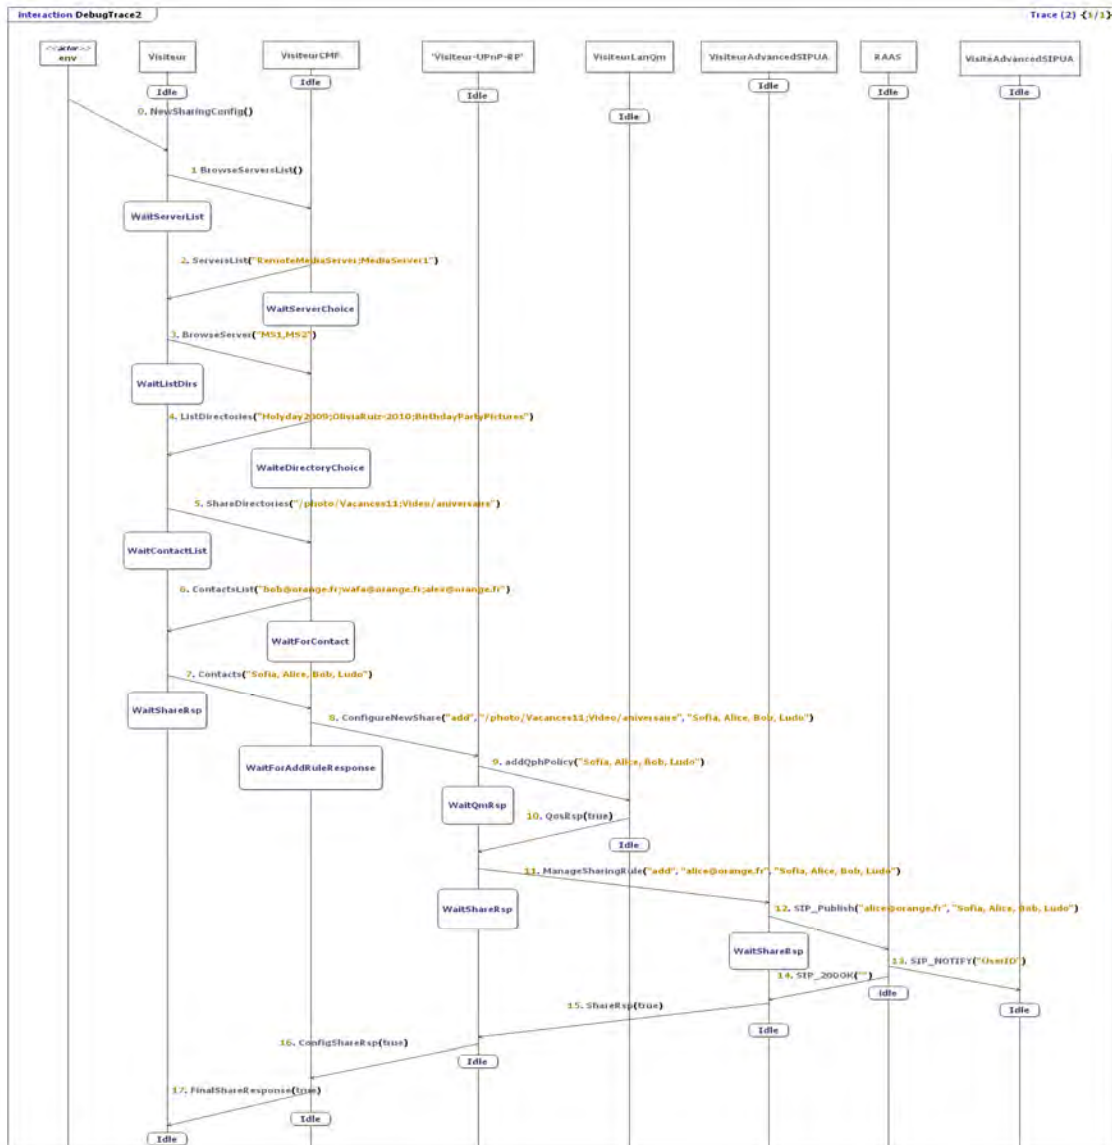 interaction DebugTrace2
Trace (2) {1/1}
<<actor>>
env
Visiteur
VisiteurCMF
'Visiteur-UPnP-RP'
VisiteurLanQm
VisiteurAdvancedSIPUA
RAAS
VisitéAdvancedSIPUA
Idle
Idle
Idle
Idle
Idle
Idle
Idle
0. NewSharingConfig()
1 BrowseServersList()
WaitServerList
2. ServersList("RemoteMediaServer;MediaServer1")
WaitServerChoice
3. BrowseServer("MS1,MS2")
WaitListDirs
4. ListDirectories("Holyday2009;OliviaRuiz-2010;BirthdayPartyPictures")
WaiteDirectoryChoice
5. ShareDirectories("/photo/Vacances11;Video/aniversaire")
WaitContactList
6. ContactsList("bob@orange.fr;wafa@orange.fr;alex@orange.fr")
WaitForContact
7. Contacts("Sofia, Alice, Bob, Ludo")
WaitShareRsp
8. ConfigureNewShare("add", "/photo/Vacances11;Video/aniversaire", "Sofia, Alice, Bob, Ludo")
WaitForAddRuleResponse
9. addQphPolicy("Sofia, Alice, Bob, Ludo")
WaitQmRsp
10. QosRsp(true)
Idle
11. ManageSharingRule("add", "alice@orange.fr", "Sofia, Alice, Bob, Ludo")
WaitShareRsp
12. SIP_Publish("alice@orange.fr", "Sofia, Alice, Bob, Ludo")
WaitShareRsp
13. SIP_NOTIFY("UserID")
14. SIP_200OK("")
idle
Idle
15. ShareRsp(true)
Idle
16. ConfigShareRsp(true)
Idle
17. FinalShareResponse(true)
Idle
Idle